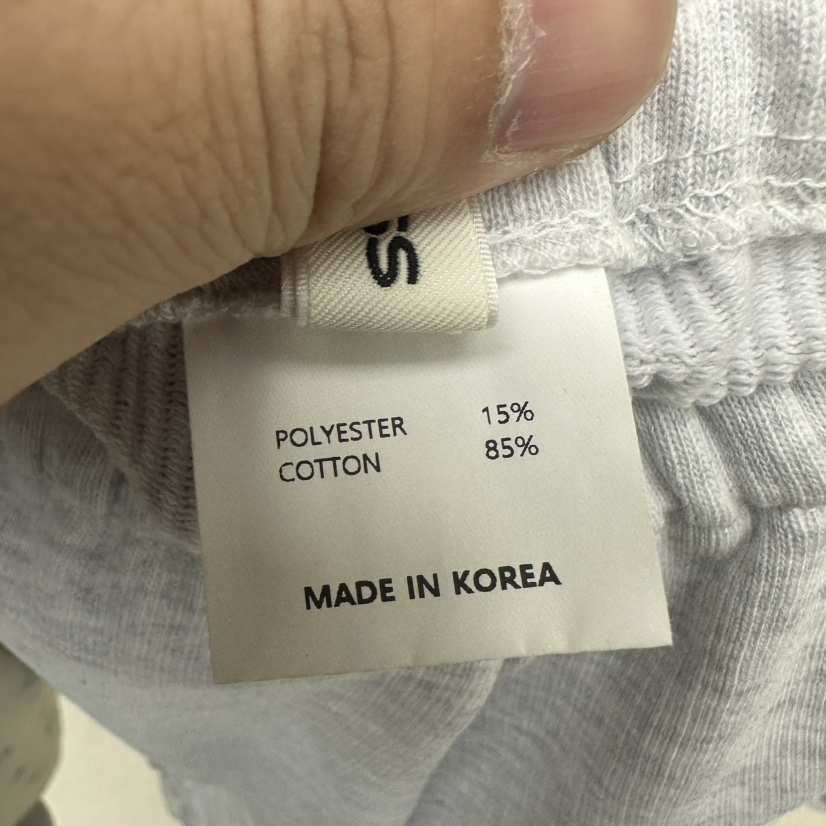 POLYESTER 15%
COTTON 85%
MADE IN KOREA